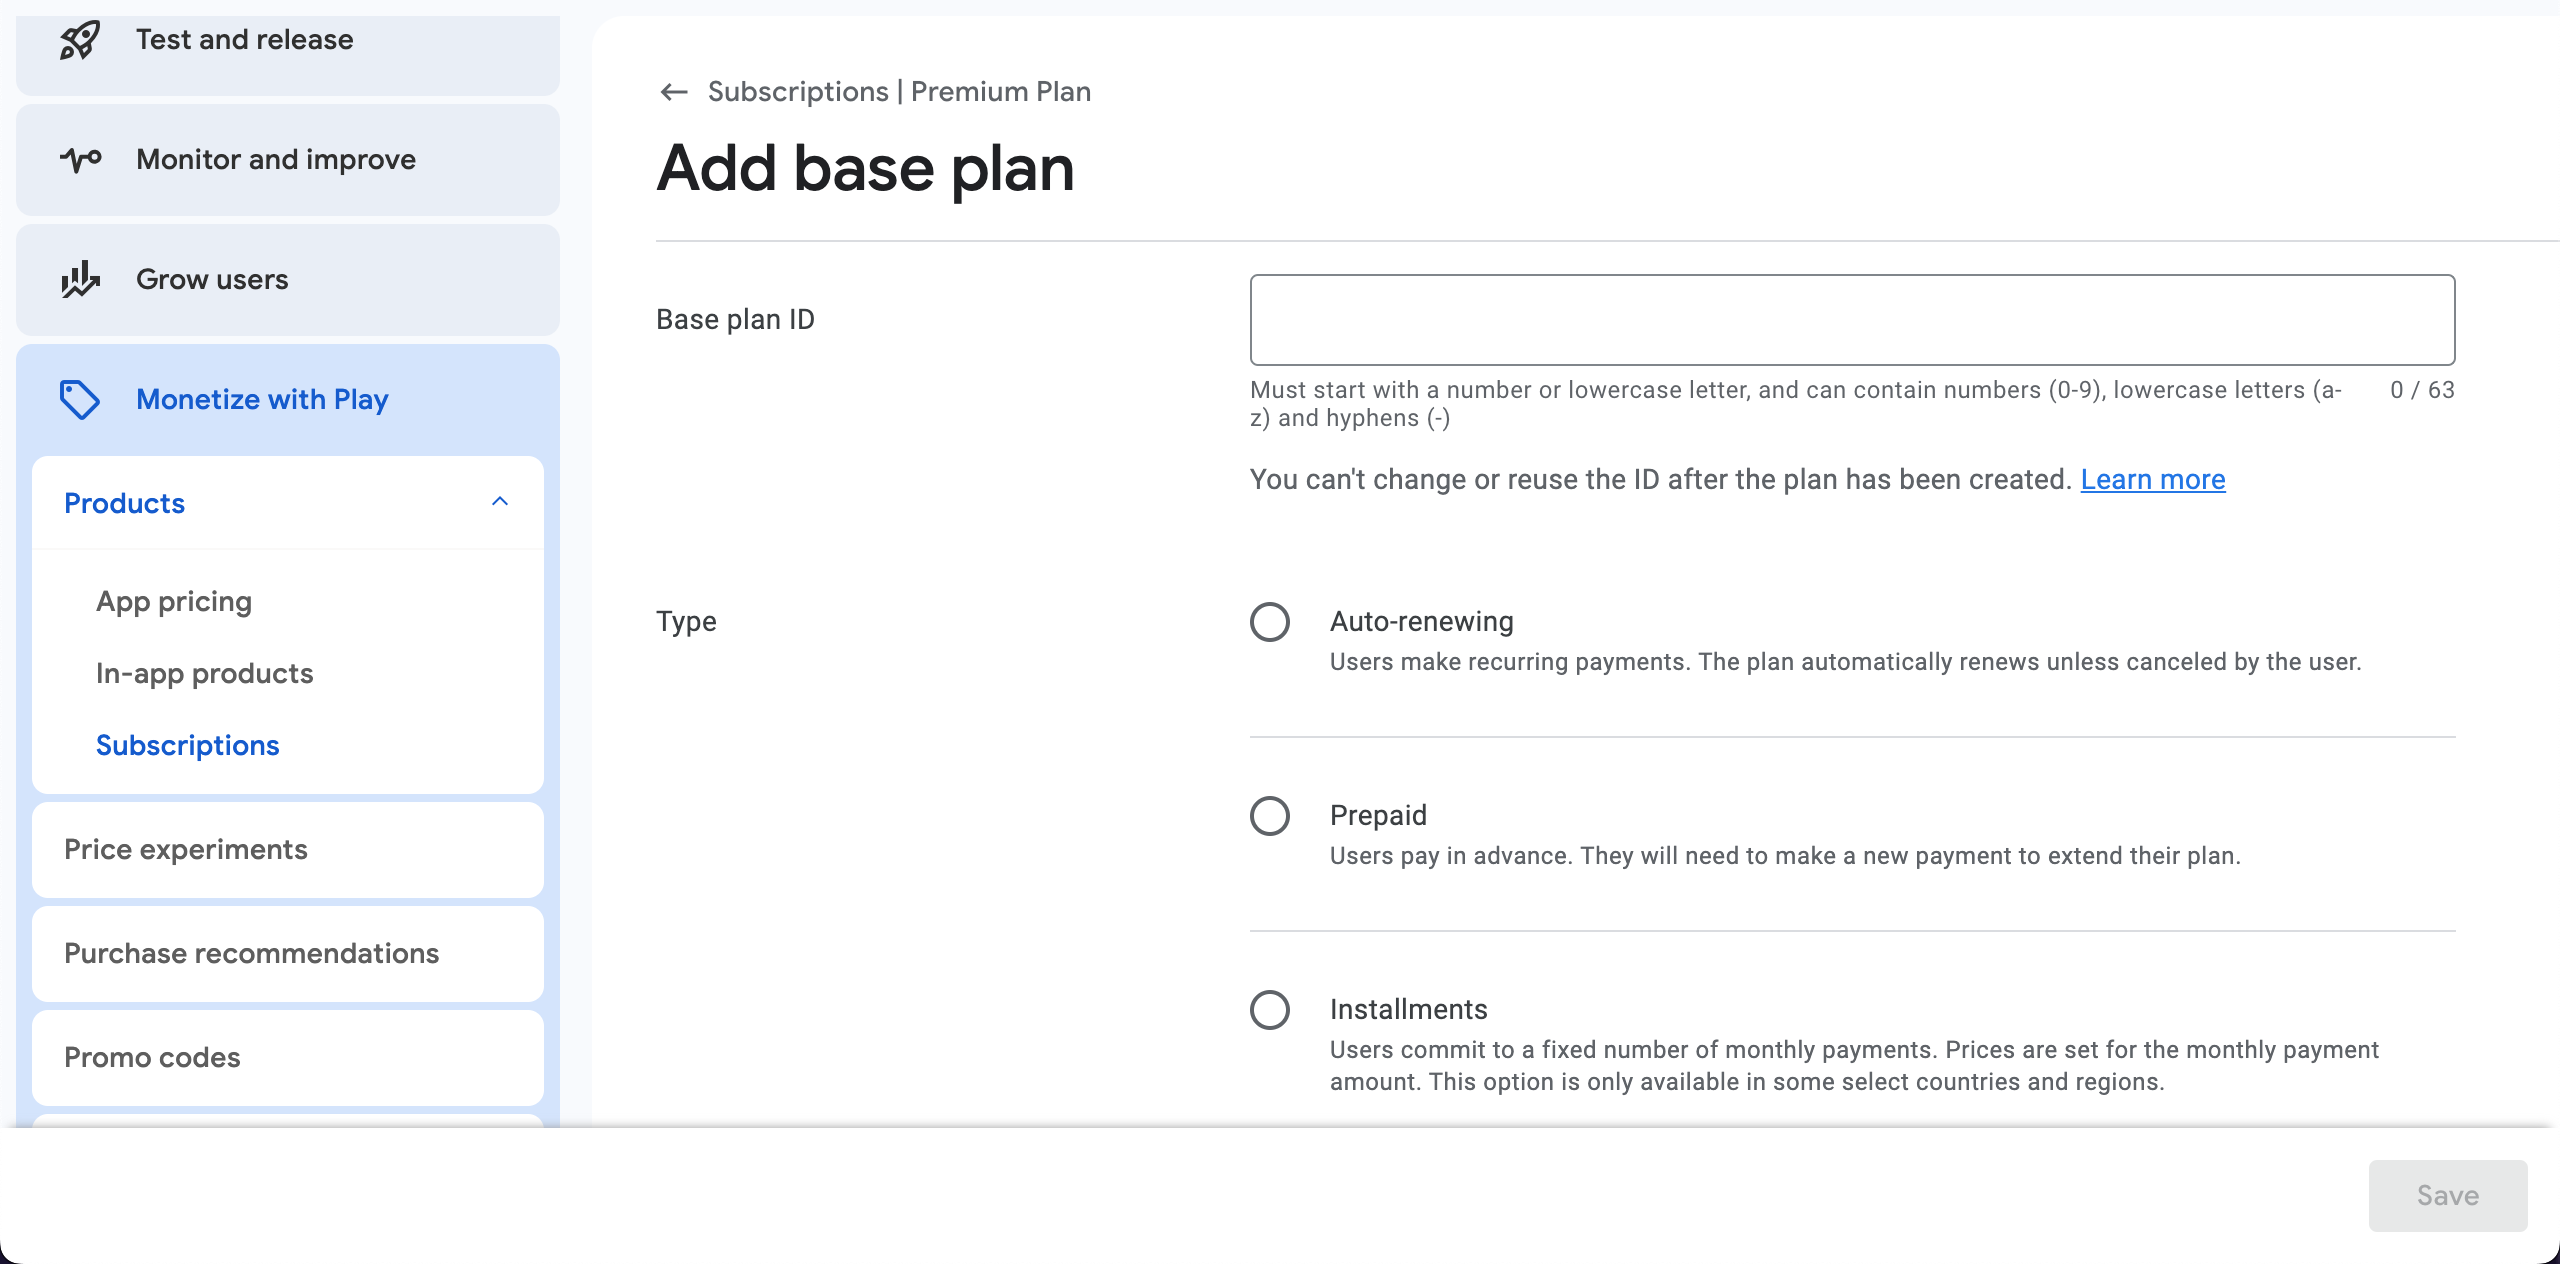 Test and release
Monitor and improve
Grow users
Monetize with Play
Products
App pricing
In-app products
Subscriptions
Price experiments
Purchase recommendations
Promo codes
Subscriptions | Premium Plan
Add base plan
Base plan ID
Must start with a number or lowercase letter, and can contain numbers (0-9), lowercase letters (a-
z) and hyphens (-)
0 / 63
You can't change or reuse the ID after the plan has been created. Learn more
Type
Auto-renewing
Users make recurring payments. The plan automatically renews unless canceled by the user.
Prepaid
Users pay in advance. They will need to make a new payment to extend their plan.
Installments
Users commit to a fixed number of monthly payments. Prices are set for the monthly payment
amount. This option is only available in some select countries and regions.
Save